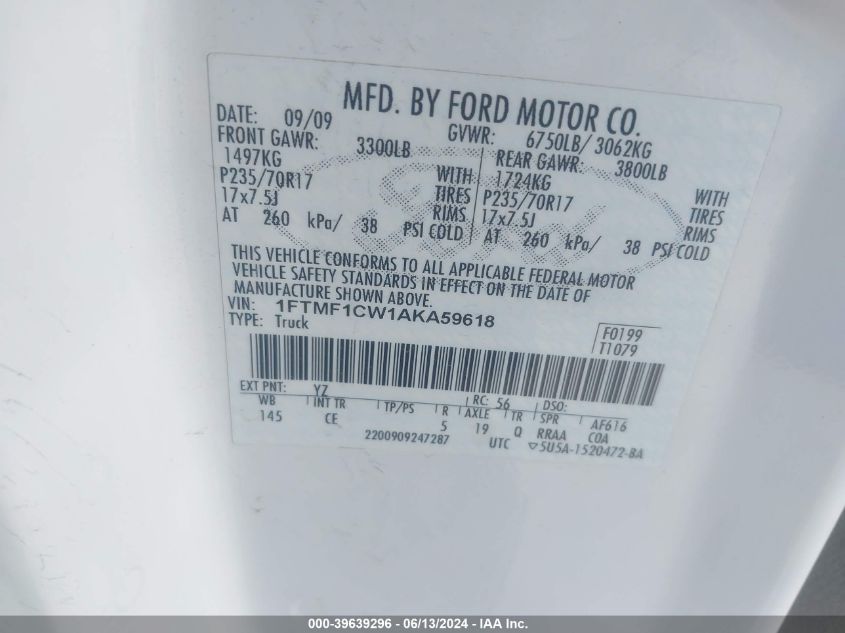 MFD. BY FORD MOTOR CO.
DATE: 09/09 GVWR: 6750LB/ 3062KG
FRONT GAWR: 3300LB REAR GAWR: 3800LB
1497KG WITH 1724KG WITH
P235/70R17 TIRES P235/70R17 TIRES
17x7.5J RIMS 17x7.5J RIMS
AT 260 kPa/ 38 PSI COLD AT 260 kPa/ 38 PSI COLD
THIS VEHICLE CONFORMS TO ALL APPLICABLE FEDERAL MOTOR
VEHICLE SAFETY STANDARDS IN EFFECT ON THE DATE OF
MANUFACTURE SHOWN ABOVE.
VIN: 1FTMF1CW1AKA59618
TYPE: Truck F0199
T1079
EXT PNT: YZ RC: 56 DSO:
WB INT TR TP/PS R AXLE TR SPR AF616
145 CE 5 19 Q RRAA C0A
2200909247287 UTC ▽5U5A-1520472-BA
Ford
000-39639296 - 06/13/2024 - IAAI.com